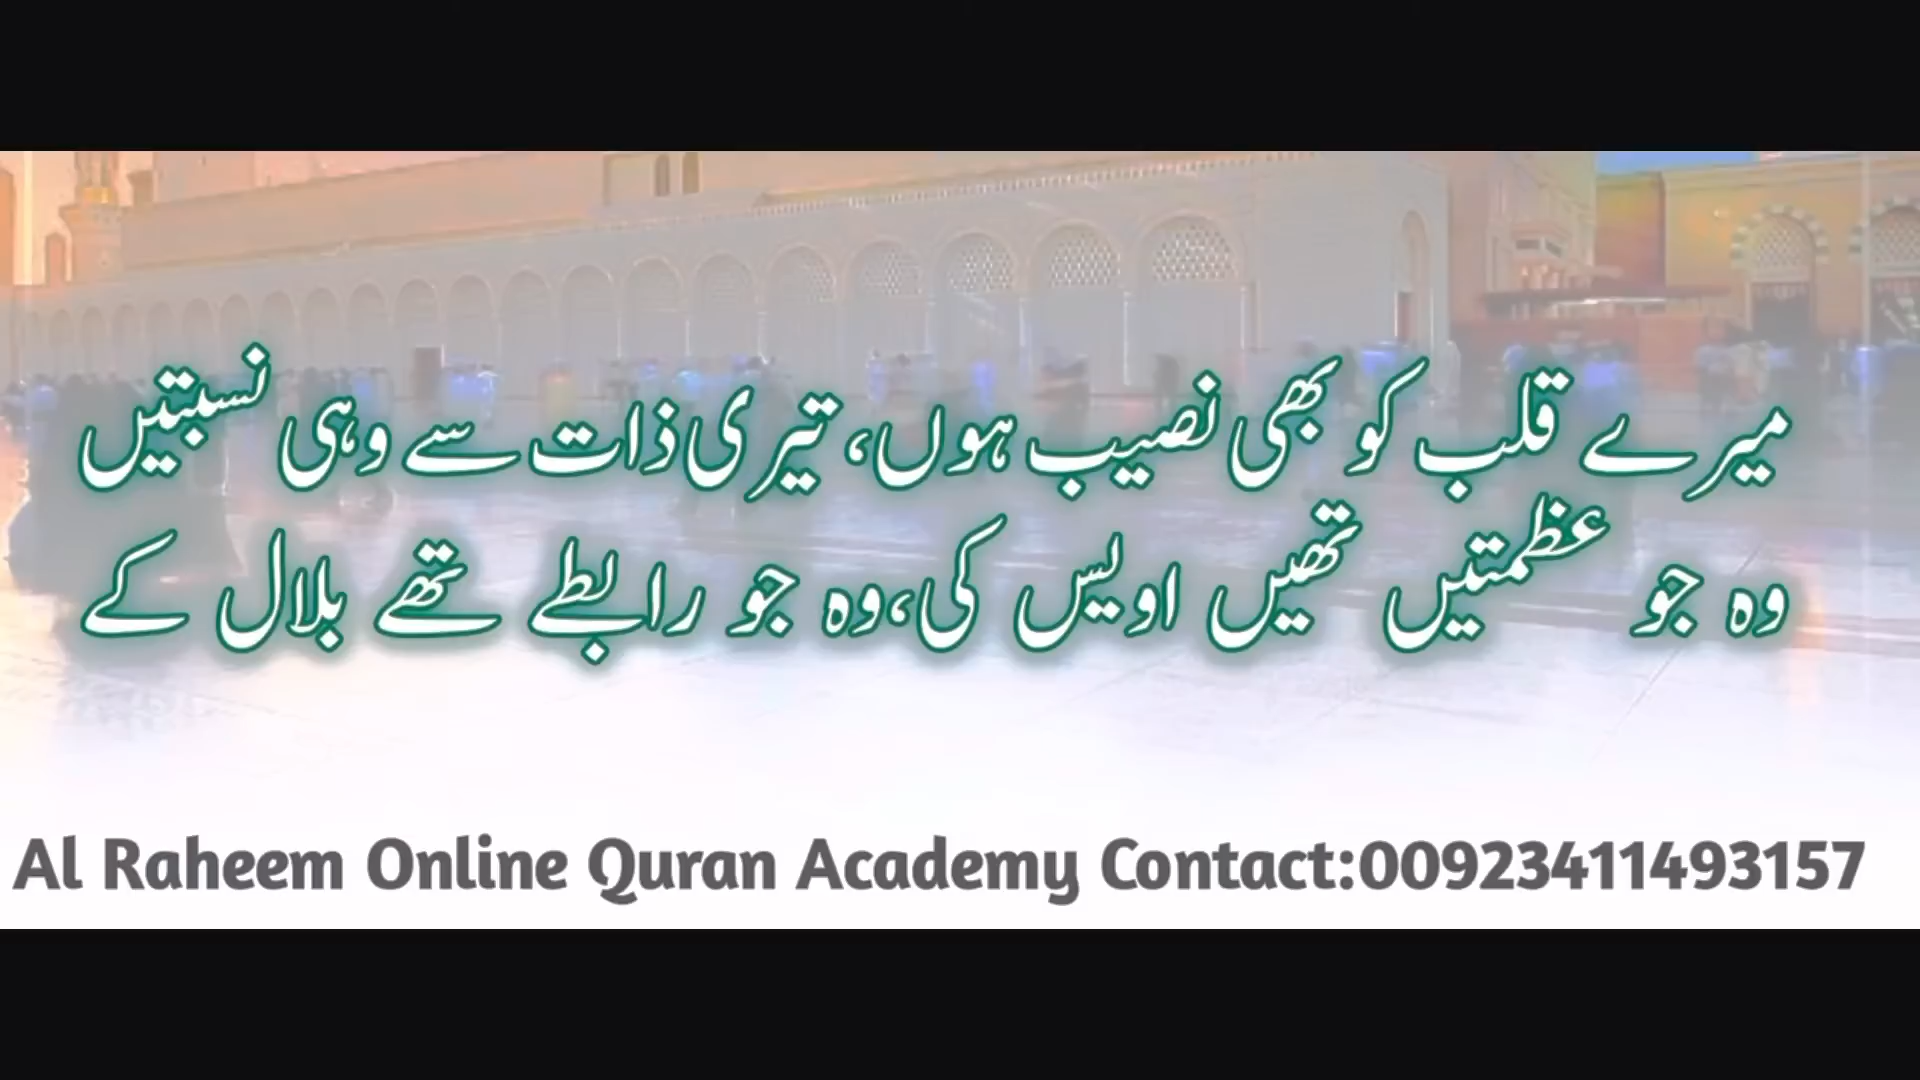 میرے قلب کو بھی نصیب ہوں، تیری ذات سے وہی نسبتیں
وہ جو عظمتیں تھیں اویس کی،وہ جو رابطے تھے بلال کے
Al Raheem Online Quran Academy Contact:00923411493157